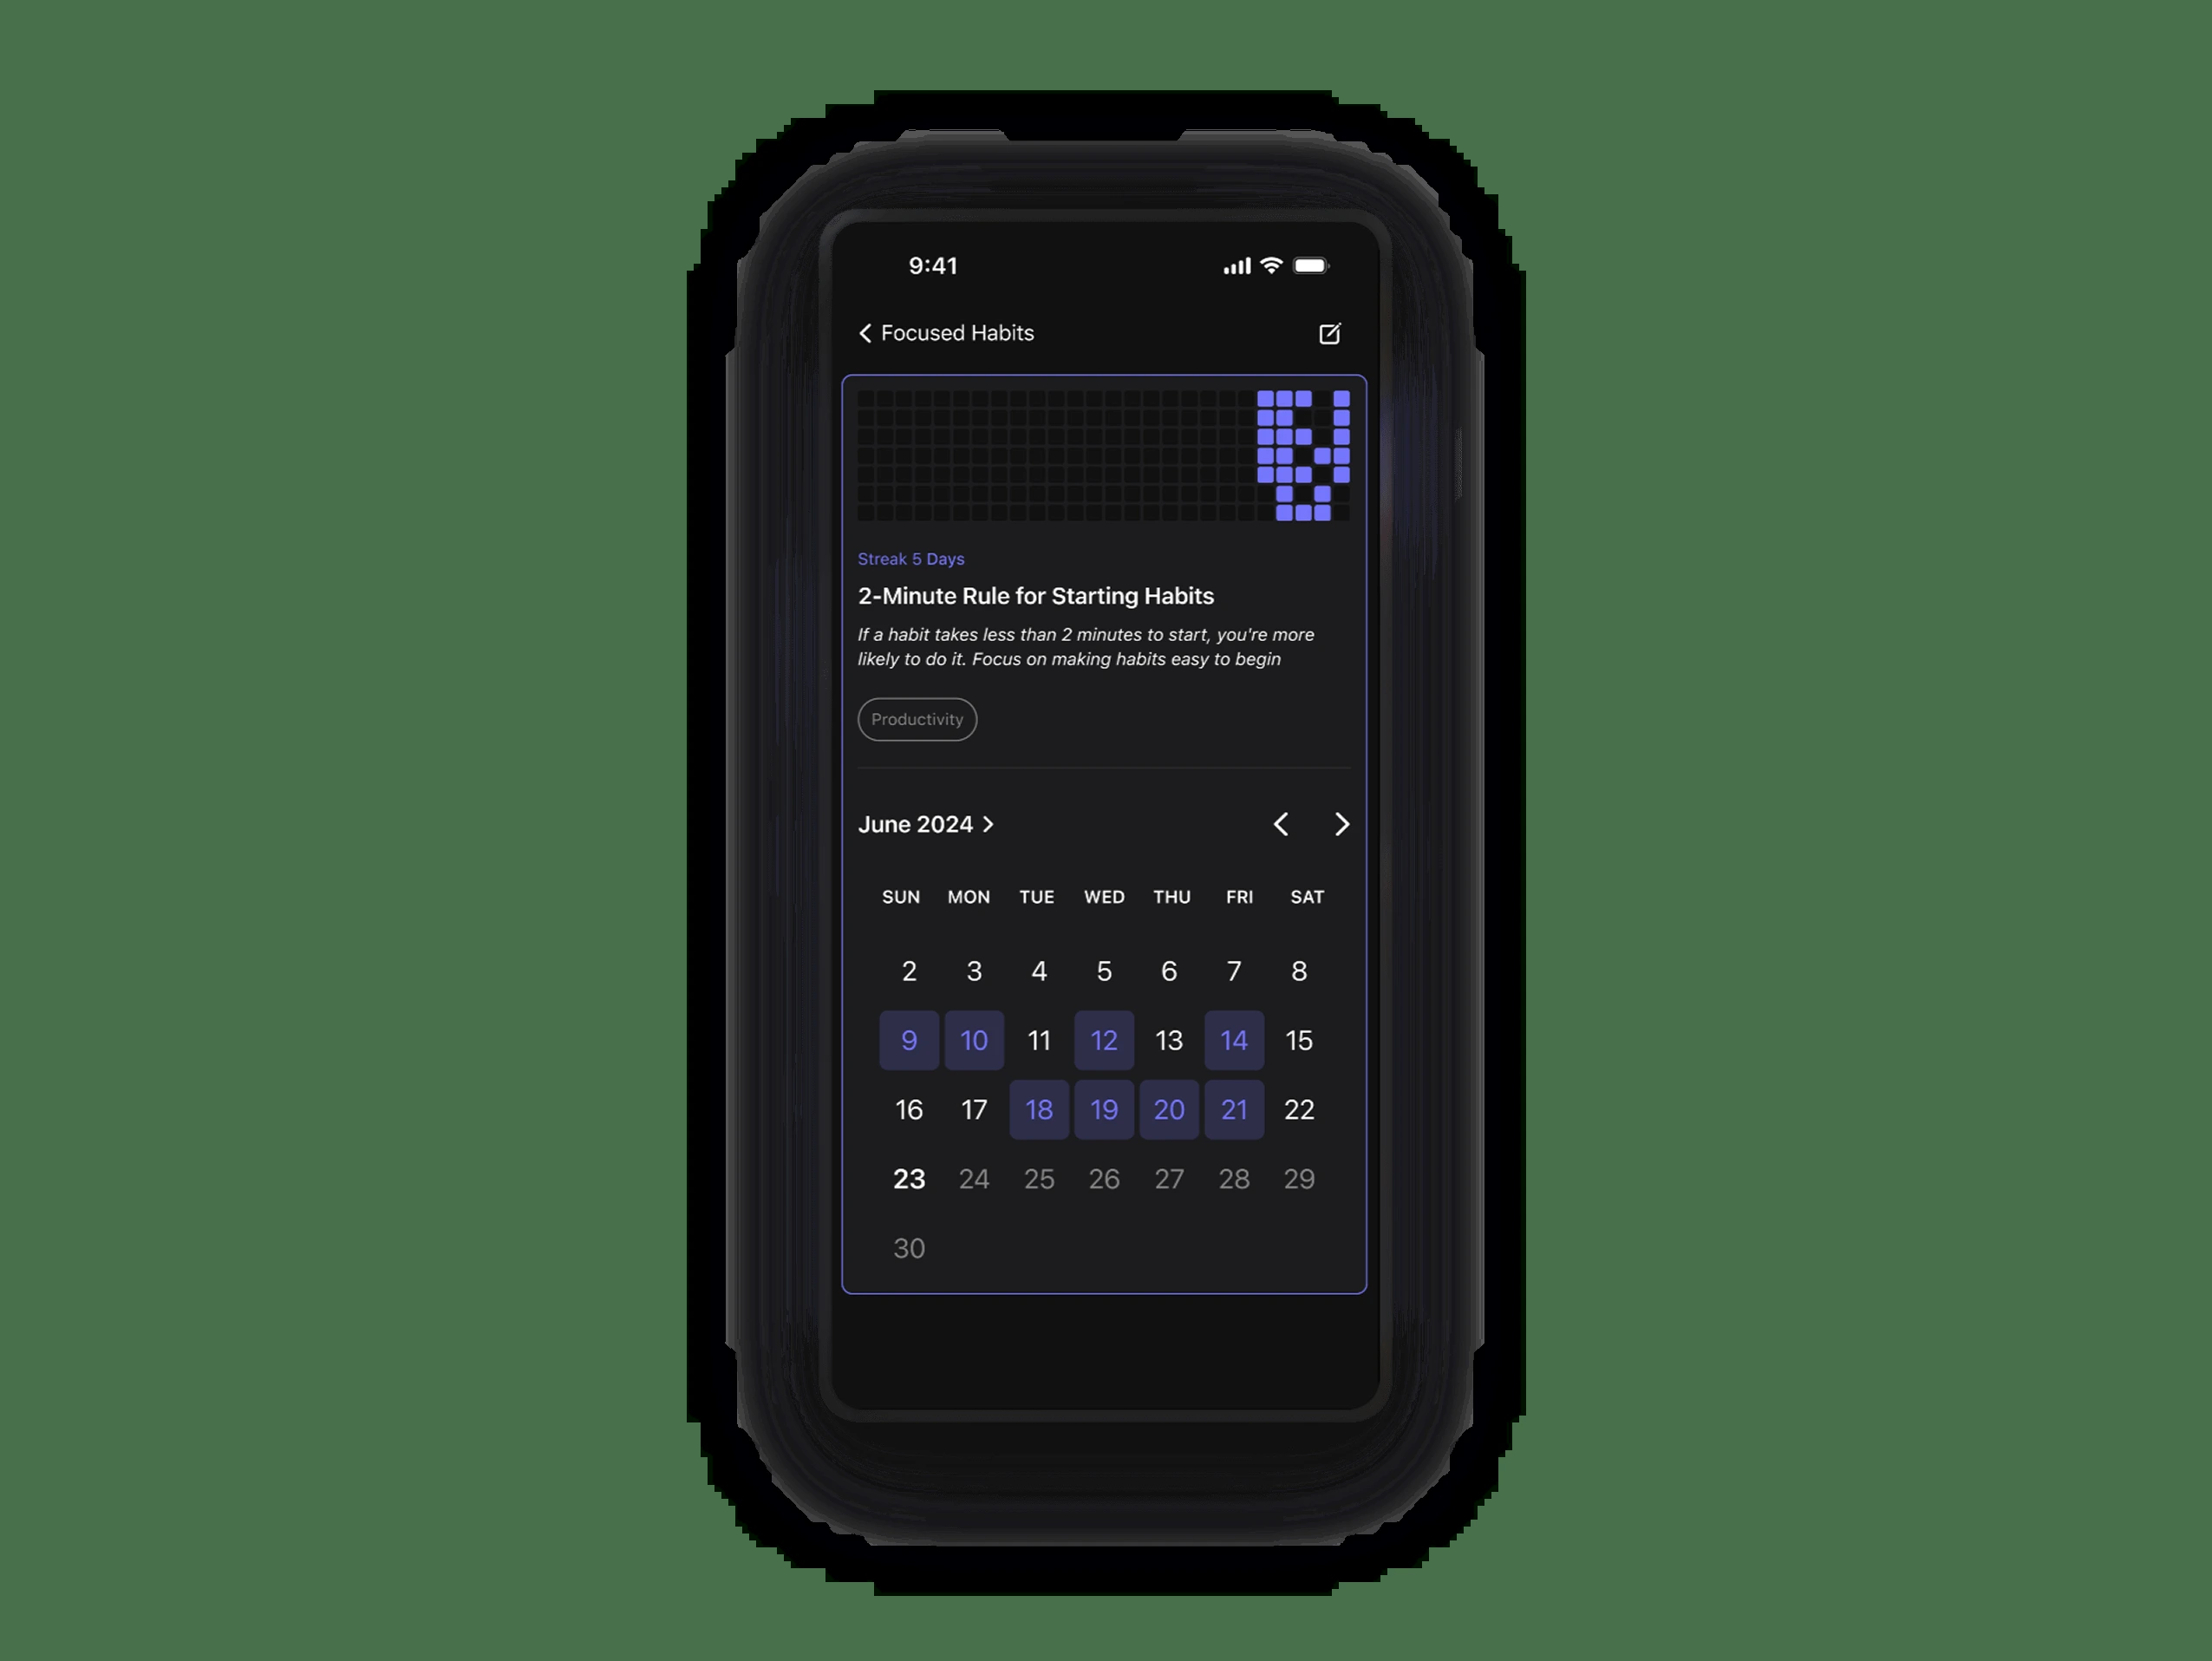 9:41
Focused Habits
Streak 5 Days
2-Minute Rule for Starting Habits
If a habit takes less than 2 minutes to start, you're more
likely to do it. Focus on making habits easy to begin
Productivity
June 2024
SUN MON TUE WED THU FRI SAT
2 3 4 5 6 7 8
9 10 11 12 13 14 15
16 17 18 19 20 21 22
23 24 25 26 27 28 29
30